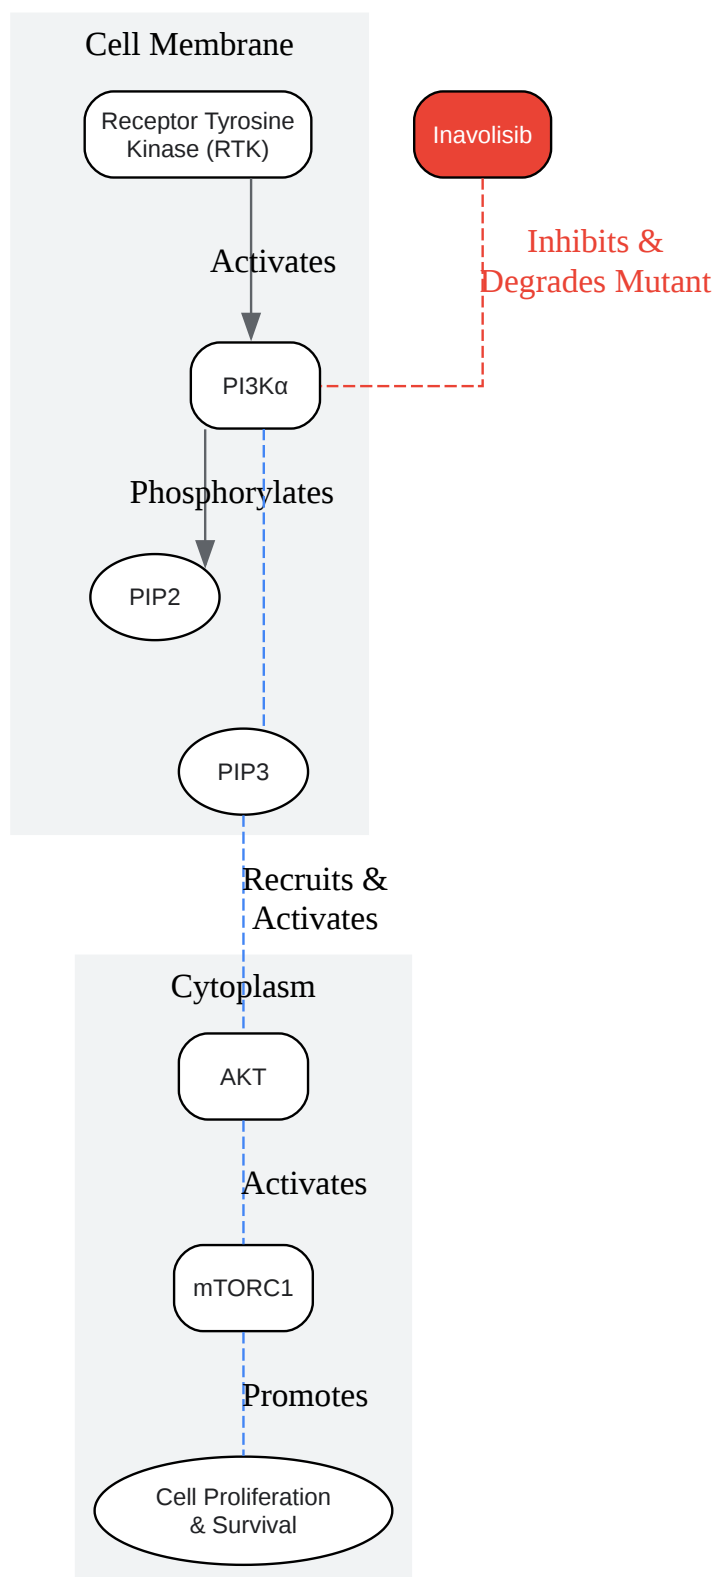 Cell Membrane
Receptor Tyrosine
Kinase (RTK)
Inavolisib
Inhibits &
Degrades Mutant
Activates
PI3Kα
Phosphorylates
PIP2
PIP3
Recruits &
Activates
Cytoplasm
AKT
Activates
mTORC1
Promotes
Cell Proliferation
& Survival